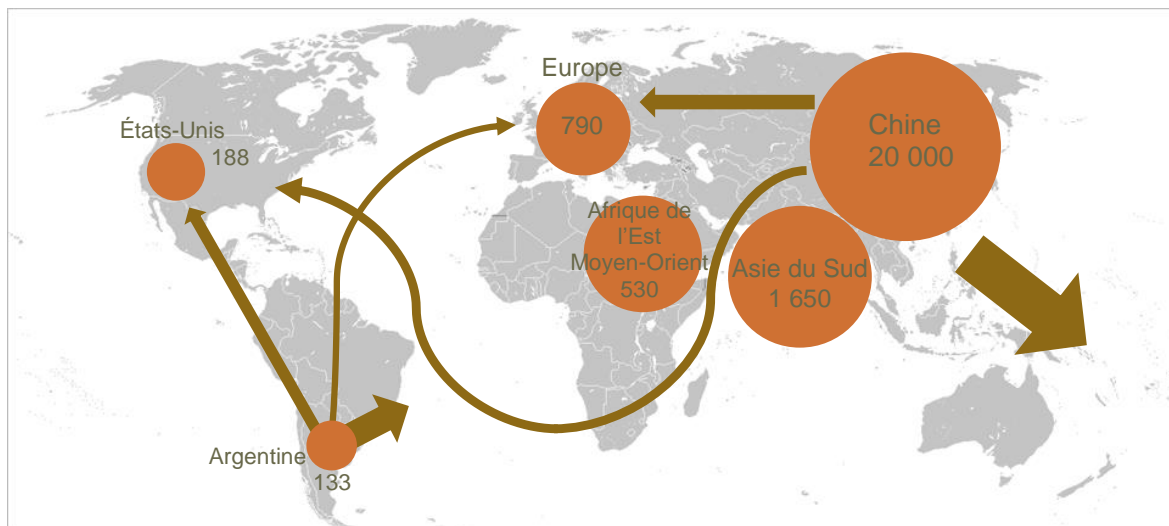 Europe
790
États-Unis
188
Chine
20 000
Afrique de
l'Est
Moyen-Orient
530
Asie du Sud
1 650
Argentine
133